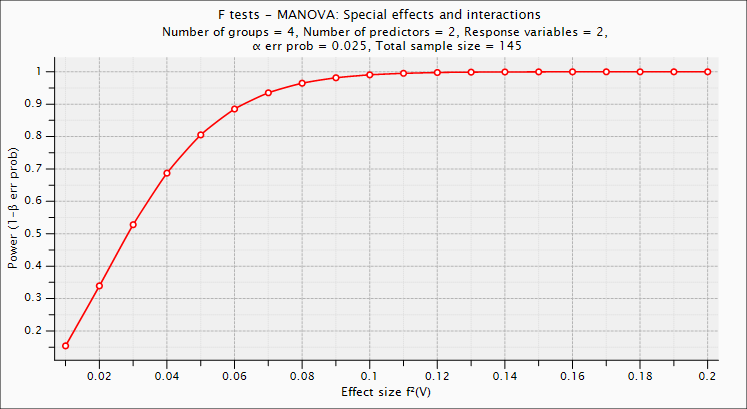 F tests - MANOVA: Special effects and interactions
Number of groups = 4, Number of predictors = 2, Response variables = 2,
α err prob = 0.025, Total sample size = 145
Power (1-β err prob)
1
0.9
0.8
0.7
0.6
0.5
0.4
0.3
0.2
0.02 0.04 0.06 0.08 0.1 0.12 0.14 0.16 0.18 0.2
Effect size f²(V)